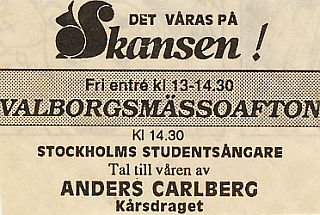 DET VÅRAS PÅ
Skansen!
Fri entré kl 13-14.30
VALBORGSMÄSSOAFTON
Kl 14.30
STOCKHOLMS STUDENTSÅNGARE
Tal till våren av
ANDERS CARLBERG
Kårsdraget